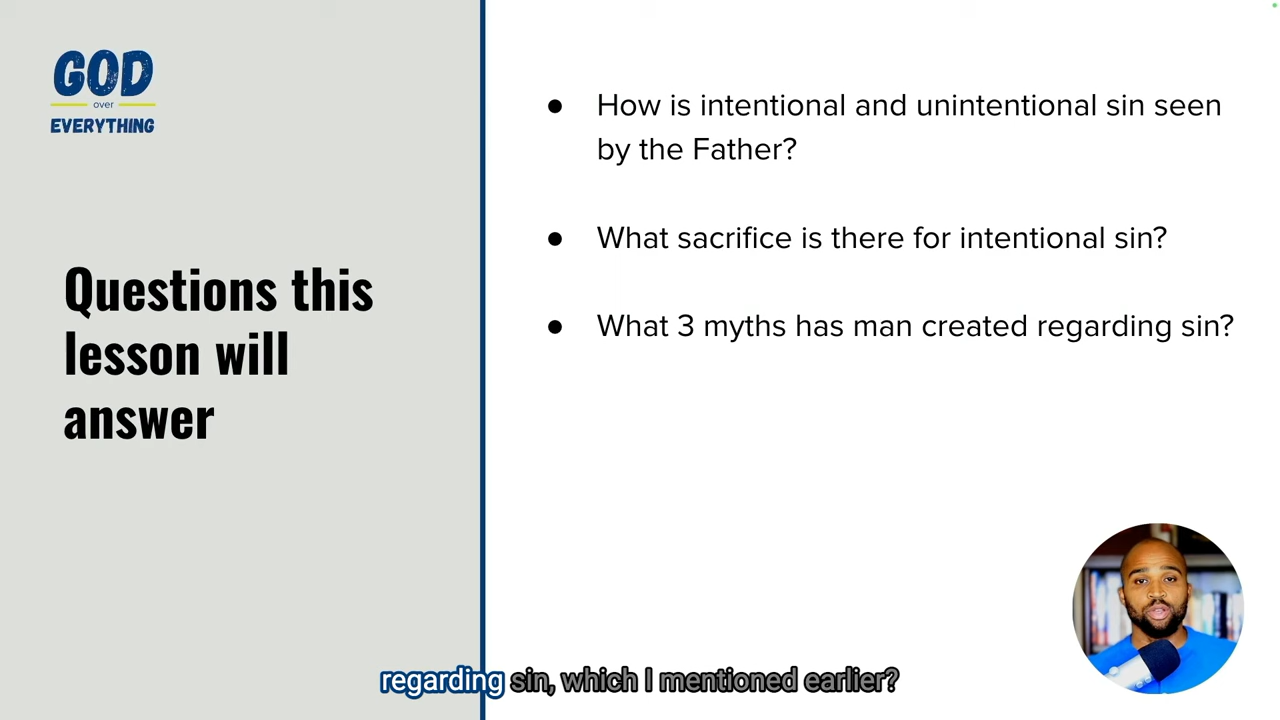 GOD
over
EVERYTHING
Questions this
lesson will
answer
● How is intentional and unintentional sin seen
by the Father?
● What sacrifice is there for intentional sin?
● What 3 myths has man created regarding sin?
regarding sin, which I mentioned earlier?